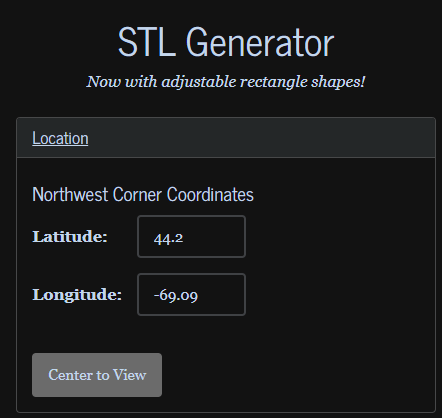 STL Generator
Now with adjustable rectangle shapes!
Location
Northwest Corner Coordinates
Latitude: 44.2
Longitude: -69.09
Center to View